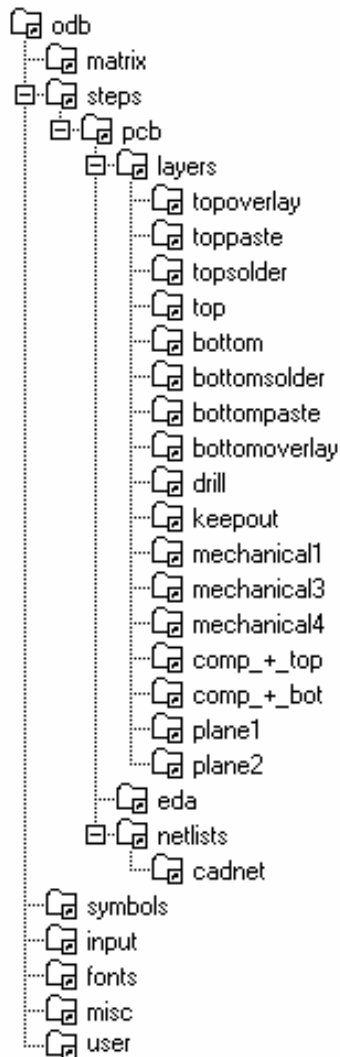 odb
matrix
steps
pcb
layers
topoverlay
toppaste
topsolder
top
bottom
bottomsolder
bottompaste
bottomoverlay
drill
keepout
mechanical1
mechanical3
mechanical4
comp_+_top
comp_+_bot
plane1
plane2
eda
netlists
cadnet
symbols
input
fonts
misc
user